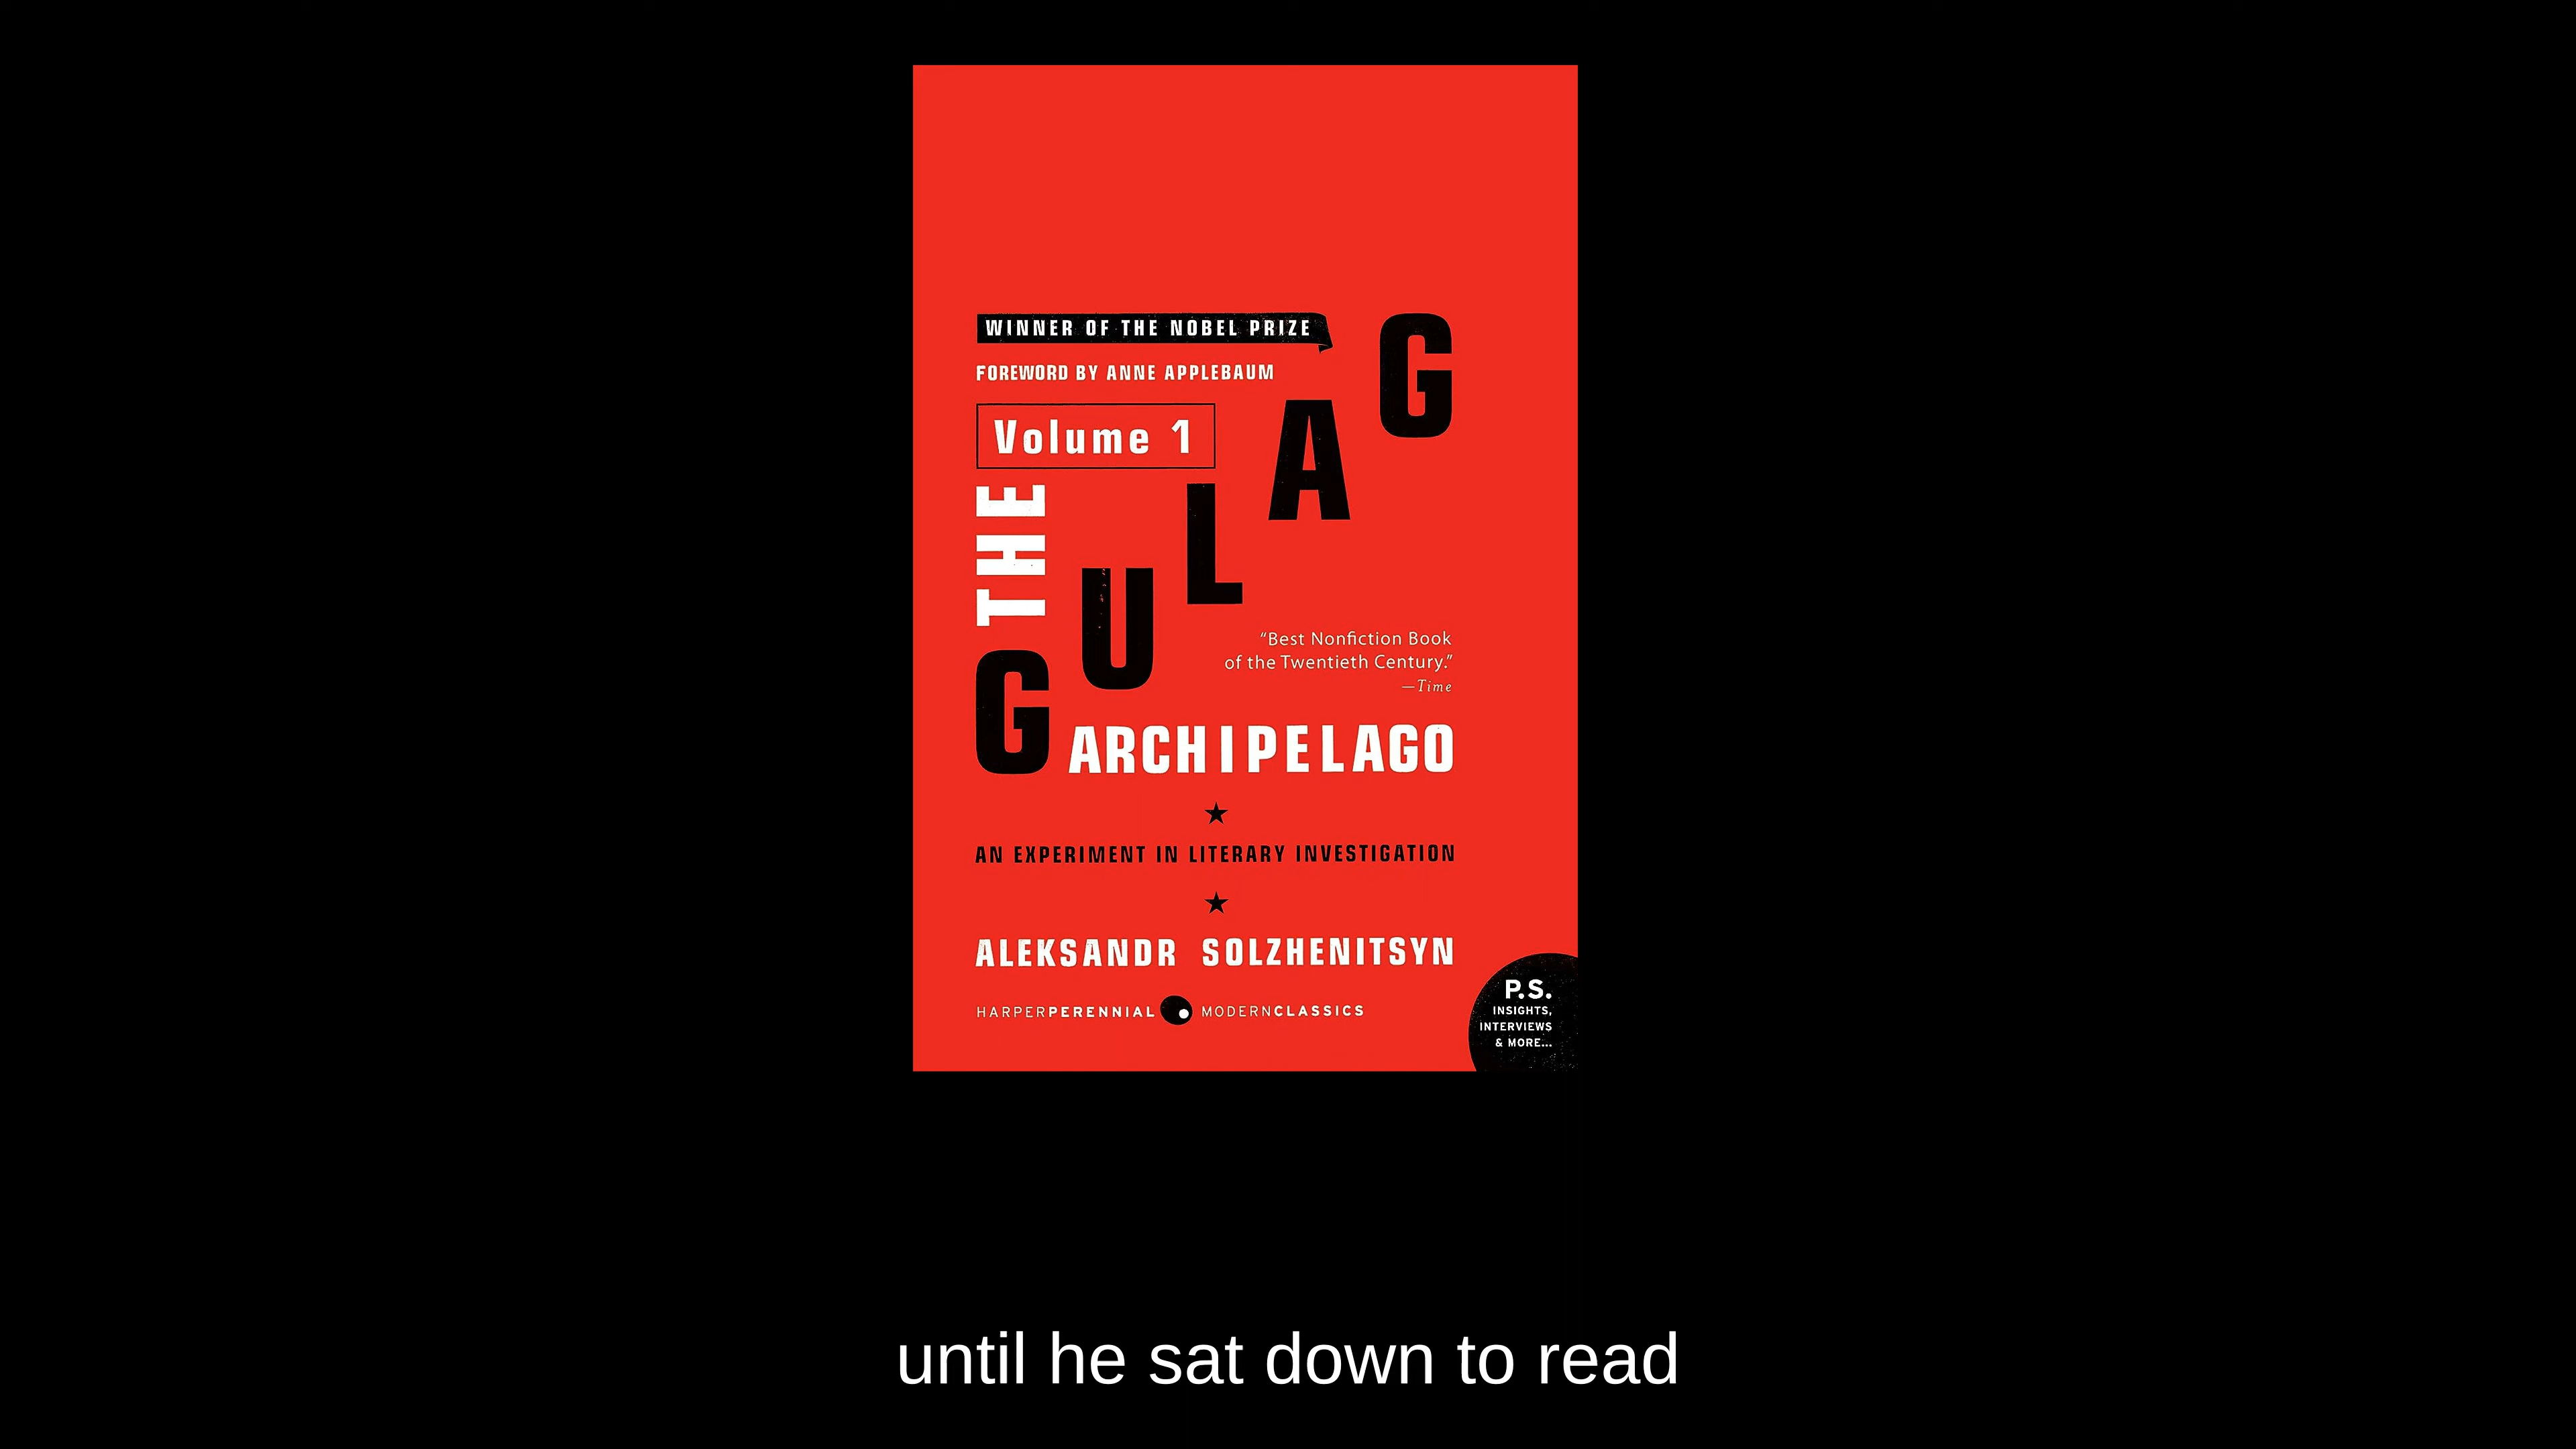 WINNER OF THE NOBEL PRIZE
FOREWORD BY ANNE APPLEBAUM
Volume 1
THE
GULAG
"Best Nonfiction Book
of the Twentieth Century."
—Time
ARCHIPELAGO
AN EXPERIMENT IN LITERARY INVESTIGATION
ALEKSANDR SOLZHENITSYN
HARPERPERENNIAL MODERNCLASSICS
P.S.
INSIGHTS,
INTERVIEWS
& MORE...
until he sat down to read